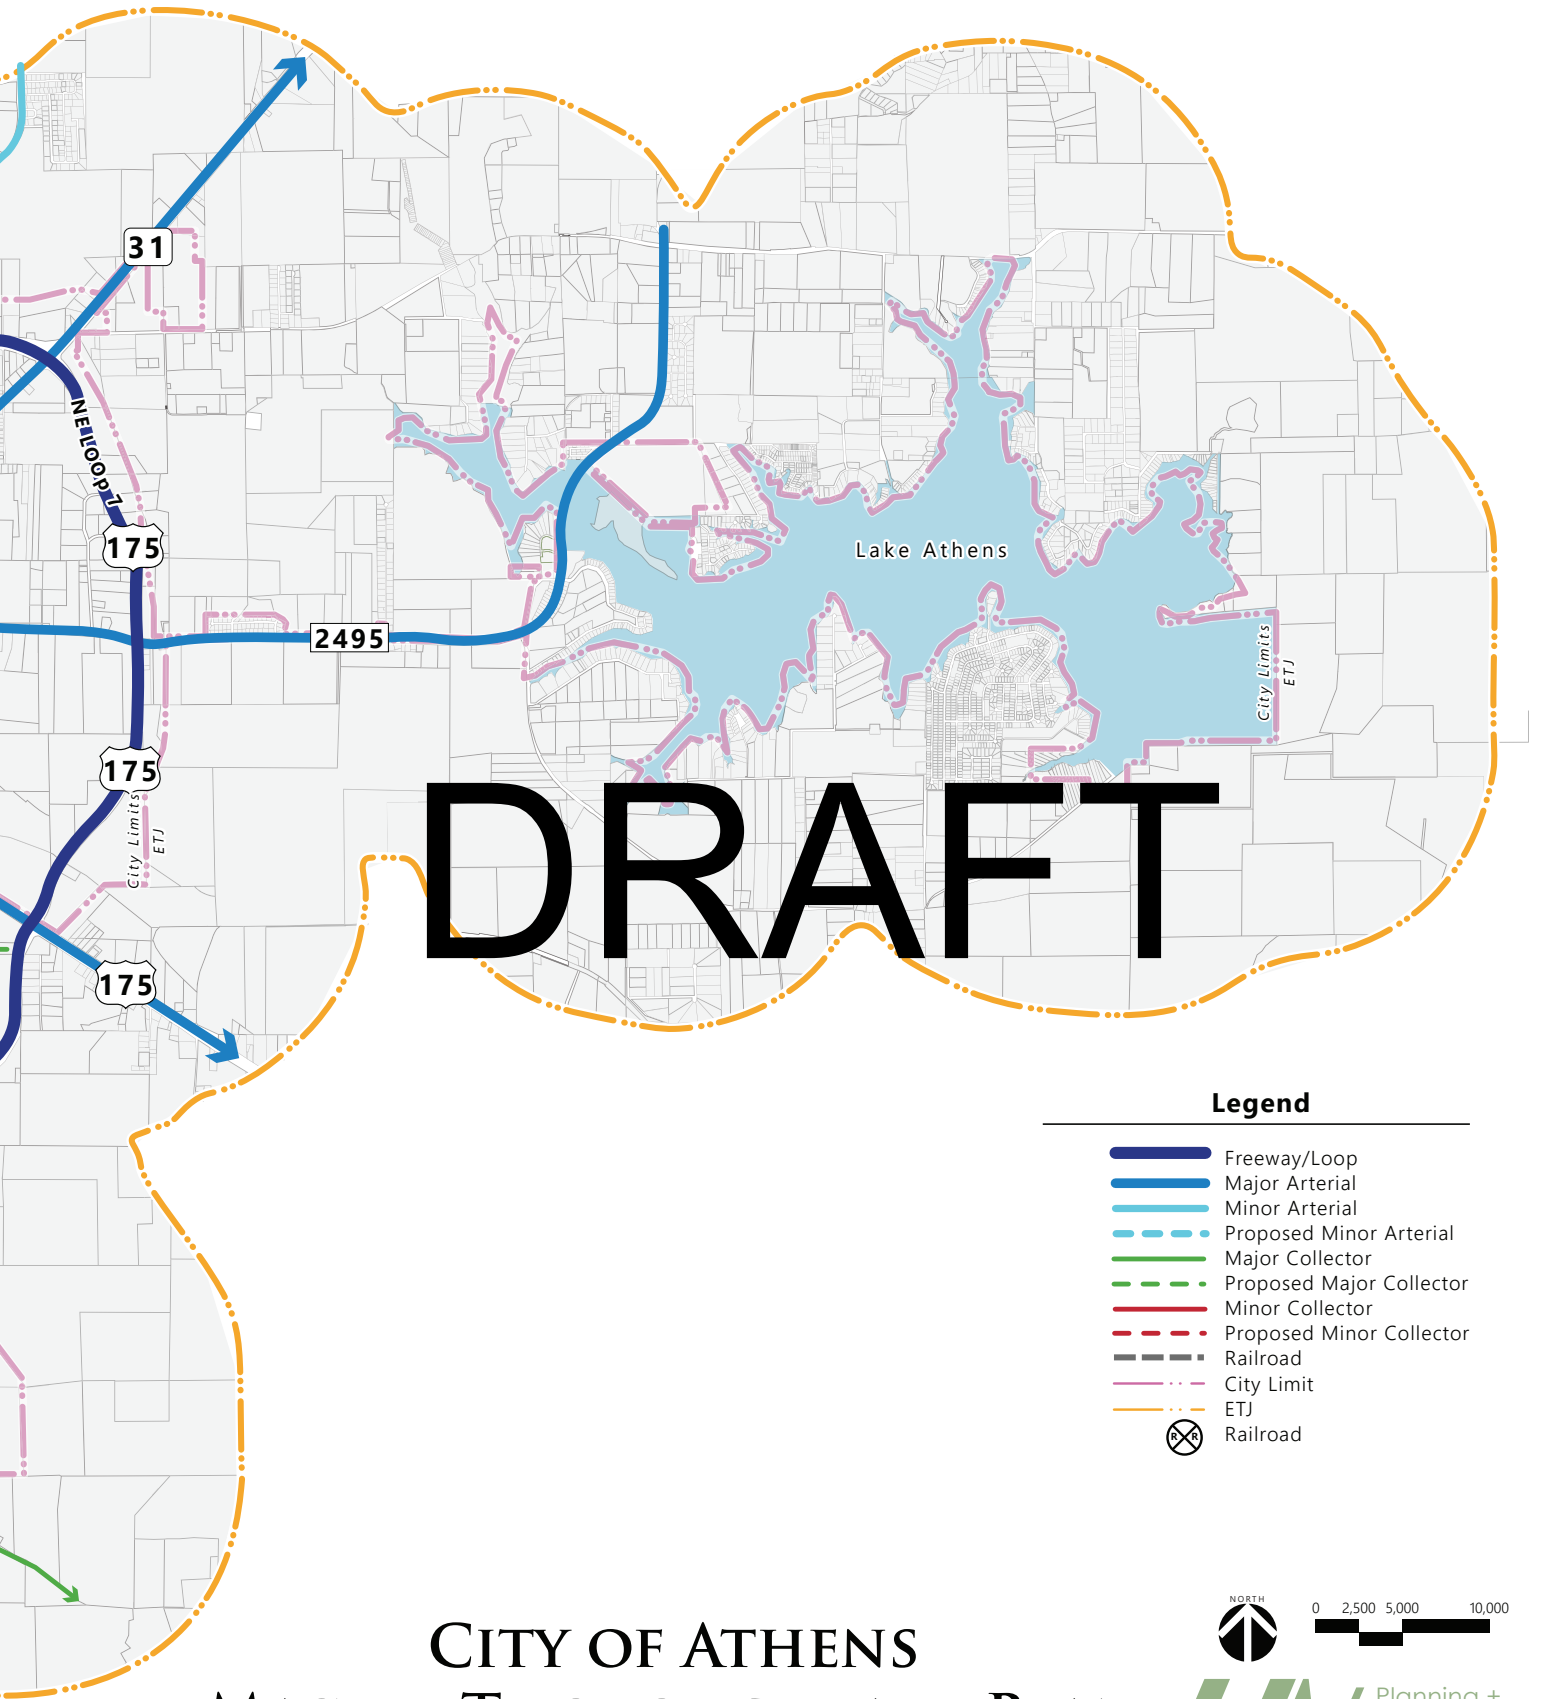 31
NE LOOP 7
175
Lake Athens
2495
City Limits
ETJ
175
City Limits
ETJ
DRAFT
175
Legend
Freeway/Loop
Major Arterial
Minor Arterial
Proposed Minor Arterial
Major Collector
Proposed Major Collector
Minor Collector
Proposed Minor Collector
Railroad
City Limit
ETJ
R R
Railroad
NORTH
0 2,500 5,000 10,000
CITY OF ATHENS
Planning +